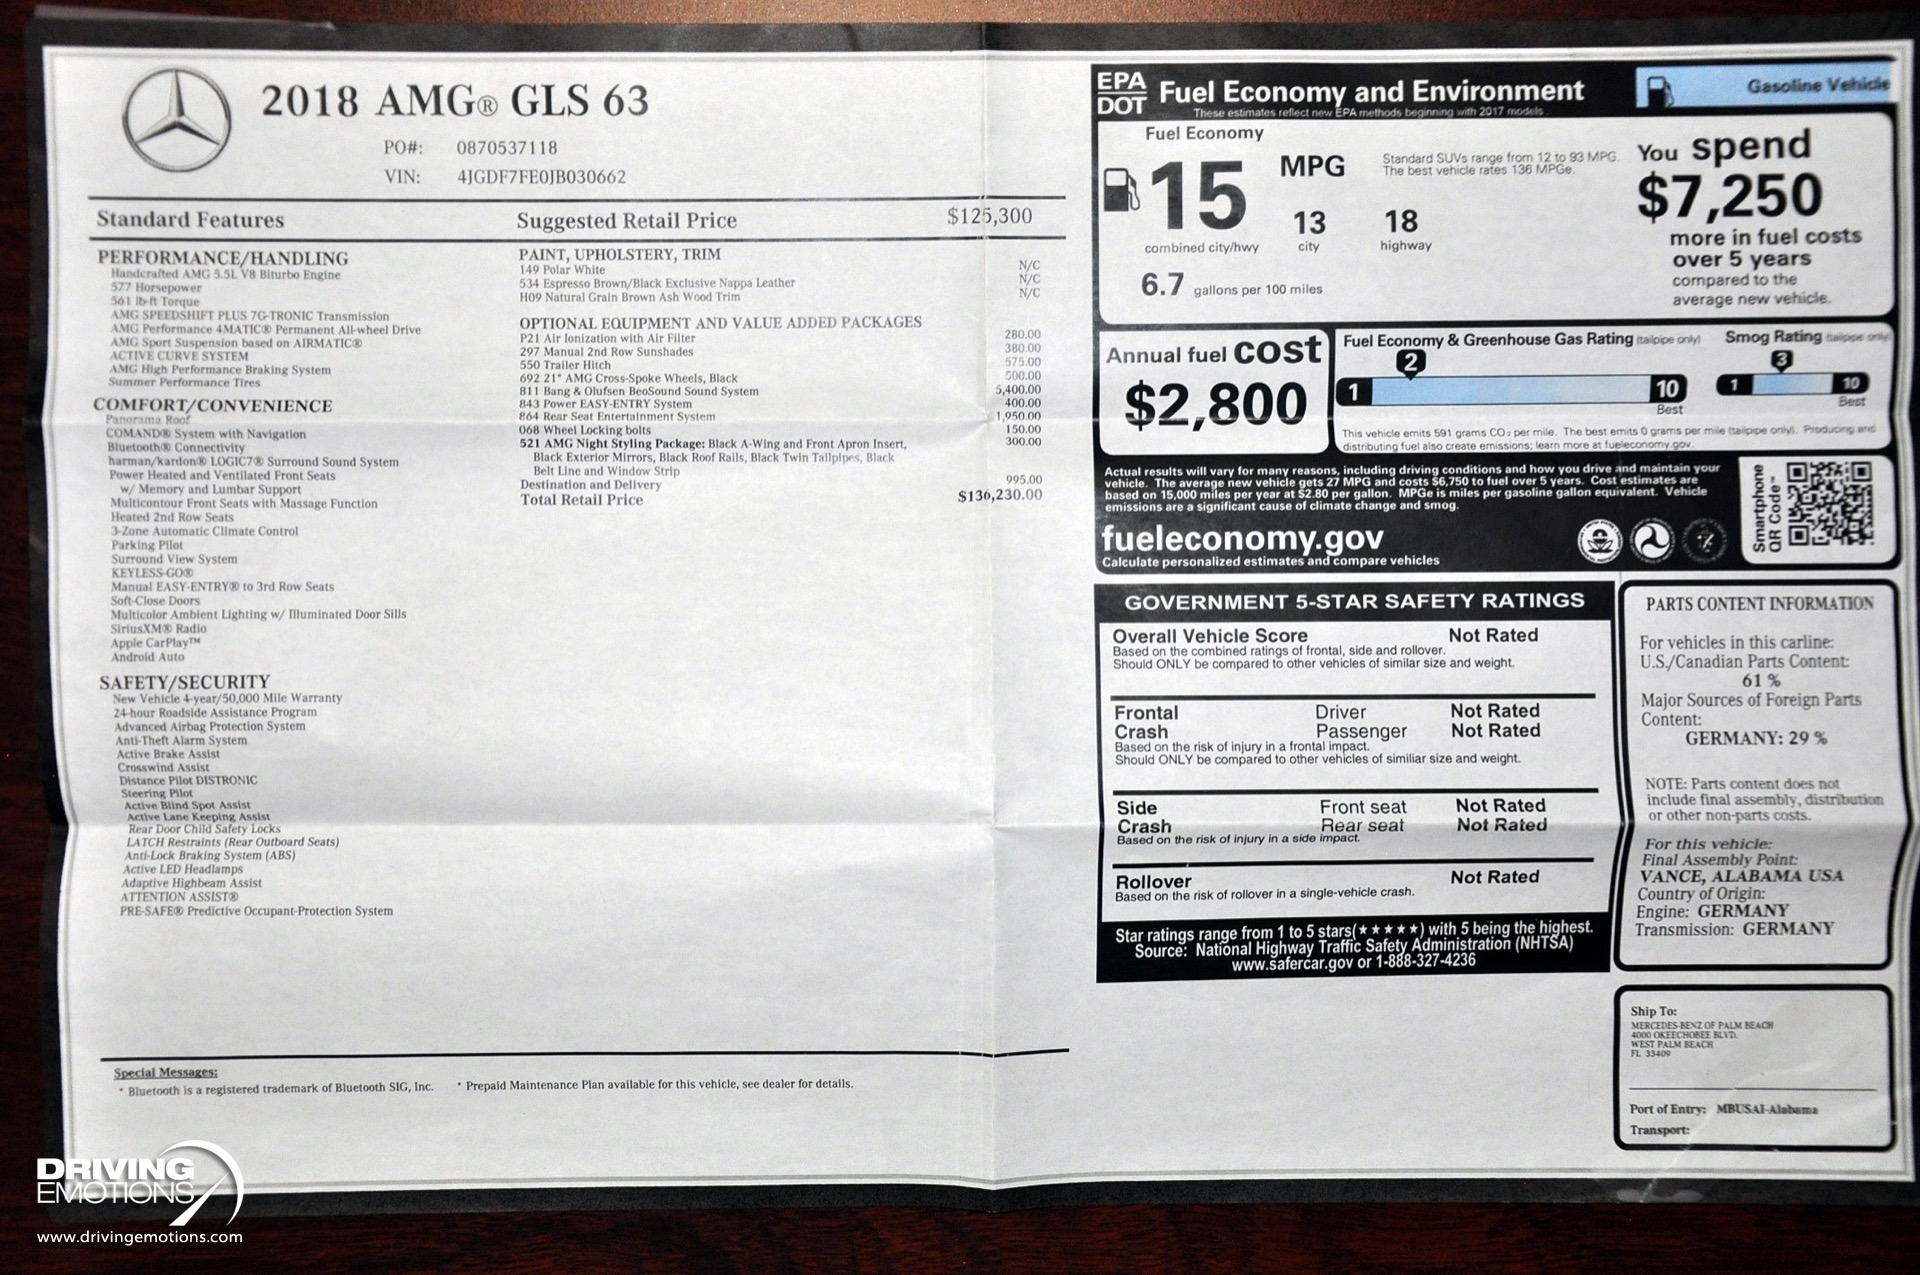 2018 AMG® GLS 63
PO#: 0870537118
VIN: 4JGDF7FE0JB030662
Standard Features
PERFORMANCE/HANDLING
Handcrafted AMG 5.5L V8 Biturbo Engine
577 Horsepower
561 lb-ft Torque
AMG SPEEDSHIFT PLUS 7G-TRONIC Transmission
AMG Performance 4MATIC® Permanent All-wheel Drive
AMG Sport Suspension based on AIRMATIC®
ACTIVE CURVE SYSTEM
AMG High Performance Braking System
Summer Performance Tires
COMFORT/CONVENIENCE
Panorama Roof
COMAND® System with Navigation
Bluetooth® Connectivity
harman/kardon® LOGIC7® Surround Sound System
Power Heated and Ventilated Front Seats
w/ Memory and Lumbar Support
Multicontour Front Seats with Massage Function
Heated 2nd Row Seats
3-Zone Automatic Climate Control
Parking Pilot
Surround View System
KEYLESS-GO®
Manual EASY-ENTRY® to 3rd Row Seats
Soft-Close Doors
Multicolor Ambient Lighting w/ Illuminated Door Sills
SiriusXM® Radio
Apple CarPlay™
Android Auto
SAFETY/SECURITY
New Vehicle 4-year/50,000 Mile Warranty
24-hour Roadside Assistance Program
Advanced Airbag Protection System
Anti-Theft Alarm System
Active Brake Assist
Crosswind Assist
Distance Pilot DISTRONIC
Steering Pilot
Active Blind Spot Assist
Active Lane Keeping Assist
Rear Door Child Safety Locks
LATCH Restraints (Rear Outboard Seats)
Anti-Lock Braking System (ABS)
Active LED Headlamps
Adaptive Highbeam Assist
ATTENTION ASSIST®
PRE-SAFE® Predictive Occupant-Protection System
Suggested Retail Price $125,300
PAINT, UPHOLSTERY, TRIM
149 Polar White N/C
534 Espresso Brown/Black Exclusive Nappa Leather N/C
H09 Natural Grain Brown Ash Wood Trim N/C
OPTIONAL EQUIPMENT AND VALUE ADDED PACKAGES
P21 Air Ionization with Air Filter 280.00
297 Manual 2nd Row Sunshades 380.00
550 Trailer Hitch 575.00
692 21" AMG Cross-Spoke Wheels, Black 500.00
811 Bang & Olufsen BeoSound Sound System 5,400.00
843 Power EASY-ENTRY System 400.00
864 Rear Seat Entertainment System 1,950.00
068 Wheel Locking bolts 150.00
521 AMG Night Styling Package: Black A-Wing and Front Apron Insert, 300.00
Black Exterior Mirrors, Black Roof Rails, Black Twin Tailpipes, Black
Belt Line and Window Strip
Destination and Delivery 995.00
Total Retail Price $136,230.00
Special Messages:
* Bluetooth is a registered trademark of Bluetooth SIG, Inc. * Prepaid Maintenance Plan available for this vehicle, see dealer for details.
EPA
DOT
Fuel Economy and Environment
These estimates reflect new EPA methods beginning with 2017 models.
Gasoline Vehicle
Fuel Economy
15 MPG
combined city/hwy
13 city
18 highway
6.7 gallons per 100 miles
Standard SUVs range from 12 to 93 MPG.
The best vehicle rates 136 MPGe.
You spend
$7,250
more in fuel costs
over 5 years
compared to the
average new vehicle.
Annual fuel cost
$2,800
Fuel Economy & Greenhouse Gas Rating (tailpipe only)
2
1 10
Best
Smog Rating (tailpipe only)
3
1 10
Best
This vehicle emits 591 grams CO2 per mile. The best emits 0 grams per mile (tailpipe only). Producing and
distributing fuel also create emissions; learn more at fueleconomy.gov.
Actual results will vary for many reasons, including driving conditions and how you drive and maintain your
vehicle. The average new vehicle gets 27 MPG and costs $6,750 to fuel over 5 years. Cost estimates are
based on 15,000 miles per year at $2.80 per gallon. MPGe is miles per gasoline gallon equivalent. Vehicle
emissions are a significant cause of climate change and smog.
fueleconomy.gov
Calculate personalized estimates and compare vehicles
Smartphone
QR Code™
GOVERNMENT 5-STAR SAFETY RATINGS
Overall Vehicle Score Not Rated
Based on the combined ratings of frontal, side and rollover.
Should ONLY be compared to other vehicles of similar size and weight.
Frontal Driver Not Rated
Crash Passenger Not Rated
Based on the risk of injury in a frontal impact.
Should ONLY be compared to other vehicles of similiar size and weight.
Side Front seat Not Rated
Crash Rear seat Not Rated
Based on the risk of injury in a side impact.
Rollover Not Rated
Based on the risk of rollover in a single-vehicle crash.
Star ratings range from 1 to 5 stars(★★★★★) with 5 being the highest.
Source: National Highway Traffic Safety Administration (NHTSA)
www.safercar.gov or 1-888-327-4236
PARTS CONTENT INFORMATION
For vehicles in this carline:
U.S./Canadian Parts Content:
61 %
Major Sources of Foreign Parts
Content:
GERMANY: 29 %
NOTE: Parts content does not
include final assembly, distribution
or other non-parts costs.
For this vehicle:
Final Assembly Point:
VANCE, ALABAMA USA
Country of Origin:
Engine: GERMANY
Transmission: GERMANY
Ship To:
MERCEDES-BENZ OF PALM BEACH
4000 OKEECHOBEE BLVD.
WEST PALM BEACH
FL 33409
Port of Entry: MBUSAI-Alabama
Transport:
DRIVING
EMOTIONS
www.drivingemotions.com